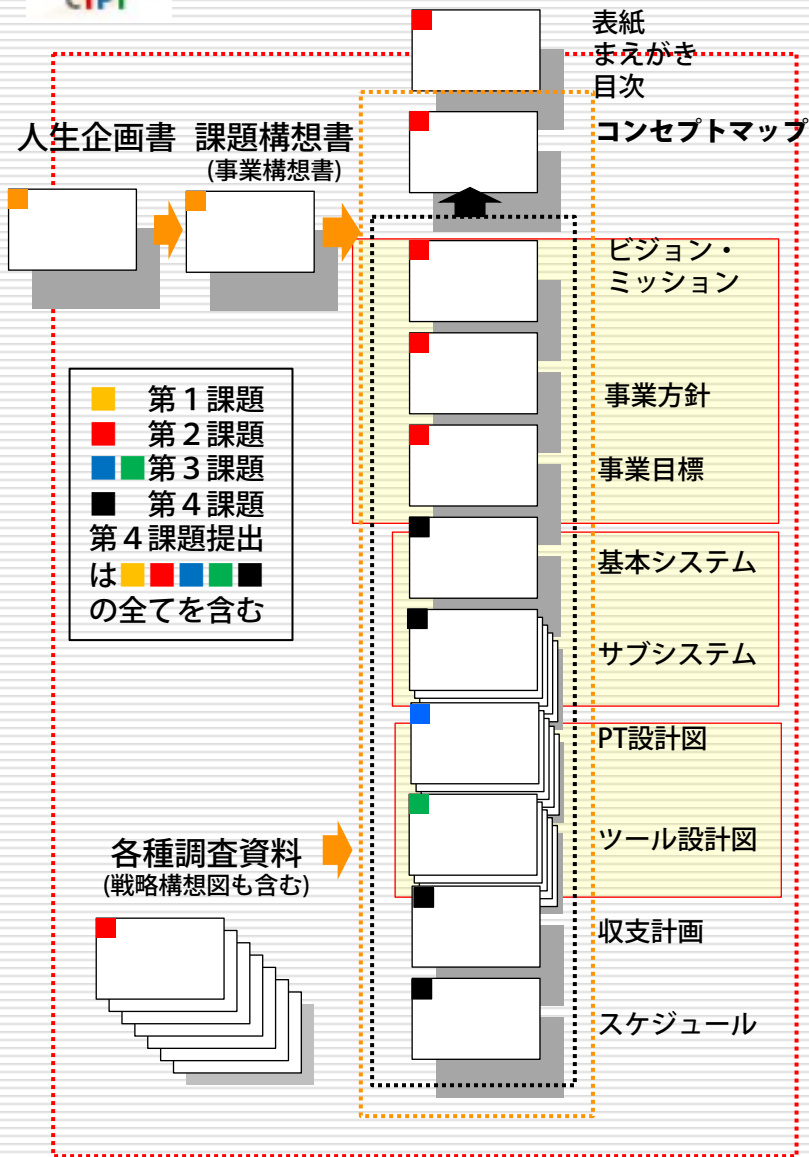 表紙
まえがき
目次
コンセプトマップ
人生企画書 課題構想書
(事業構想書)
ビジョン・
ミッション
事業方針
事業目標
基本システム
サブシステム
PT設計図
ツール設計図
収支計画
スケジュール
第1課題
第2課題
第3課題
第4課題
第4課題提出
は
の全てを含む
各種調査資料
(戦略構想図も含む)